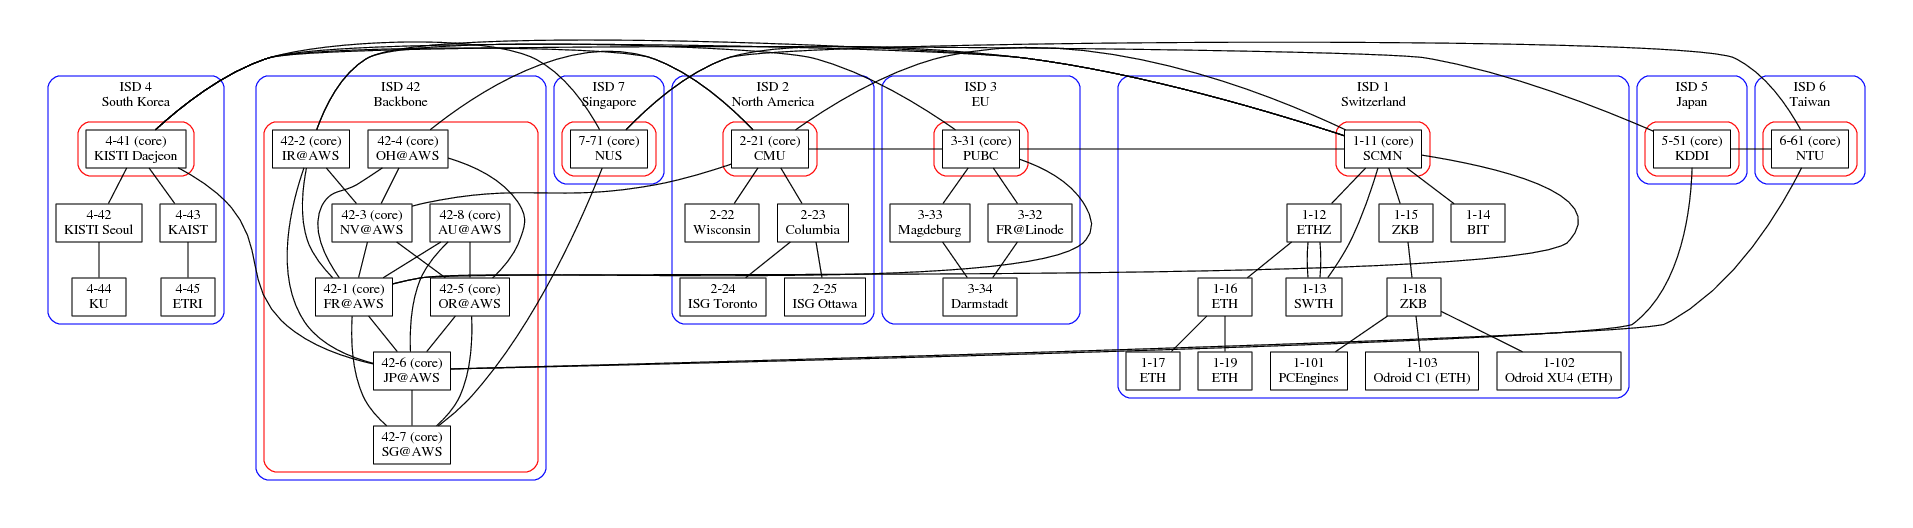 ISD 4
South Korea
4-41 (core)
KISTI Daejeon
4-42
KISTI Seoul
4-43
KAIST
4-44
KU
4-45
ETRI
ISD 42
Backbone
42-2 (core)
IR@AWS
42-4 (core)
OH@AWS
42-3 (core)
NV@AWS
42-8 (core)
AU@AWS
42-1 (core)
FR@AWS
42-5 (core)
OR@AWS
42-6 (core)
JP@AWS
42-7 (core)
SG@AWS
ISD 7
Singapore
7-71 (core)
NUS
ISD 2
North America
2-21 (core)
CMU
2-22
Wisconsin
2-23
Columbia
2-24
ISG Toronto
2-25
ISG Ottawa
ISD 3
EU
3-31 (core)
PUBC
3-33
Magdeburg
3-32
FR@Linode
3-34
Darmstadt
ISD 1
Switzerland
1-11 (core)
SCMN
1-12
ETHZ
1-15
ZKB
1-14
BIT
1-16
ETH
1-13
SWTH
1-18
ZKB
1-17
ETH
1-19
ETH
1-101
PCEngines
1-103
Odroid C1 (ETH)
1-102
Odroid XU4 (ETH)
ISD 5
Japan
5-51 (core)
KDDI
ISD 6
Taiwan
6-61 (core)
NTU